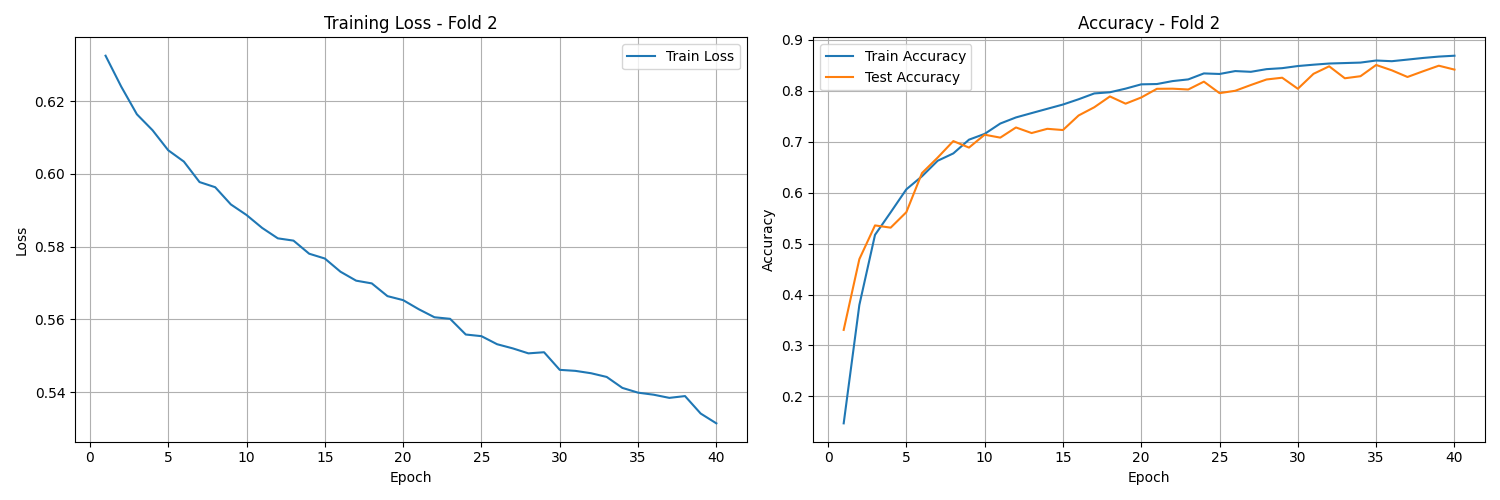 Training Loss - Fold 2
Train Loss
Loss
0.62
0.60
0.58
0.56
0.54
0 5 10 15 20 25 30 35 40
Epoch
Accuracy - Fold 2
Train Accuracy
Test Accuracy
Accuracy
0.9
0.8
0.7
0.6
0.5
0.4
0.3
0.2
0 5 10 15 20 25 30 35 40
Epoch